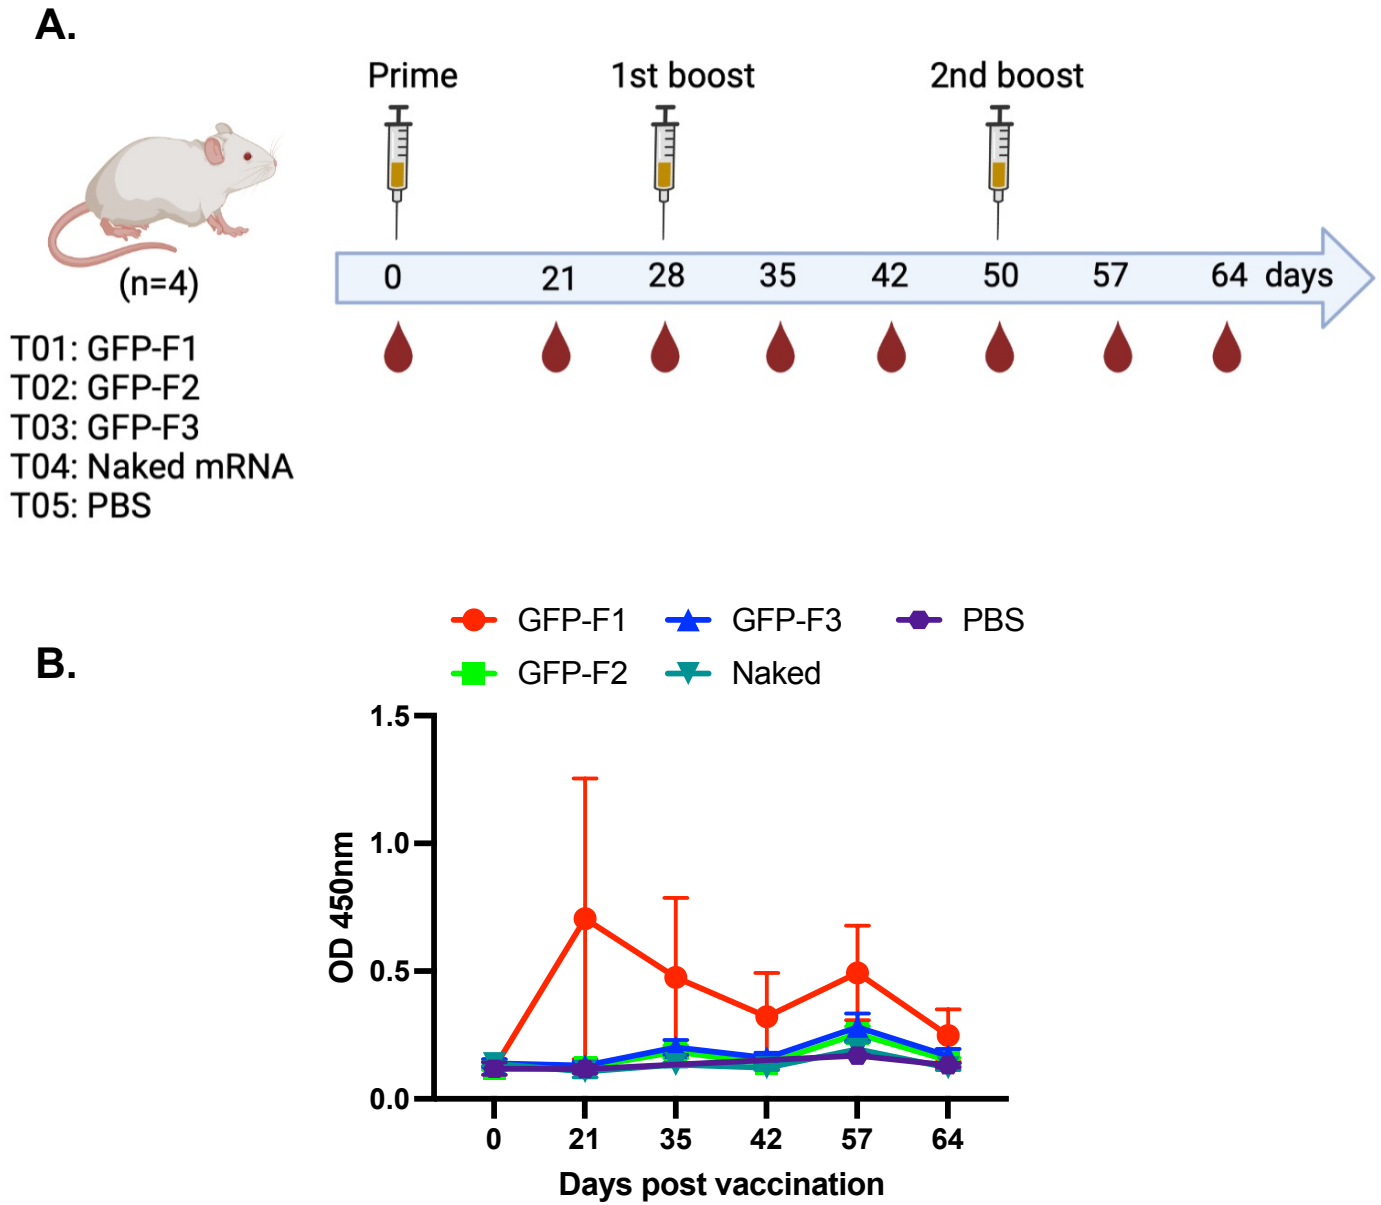 A.
Prime 1st boost 2nd boost
0 21 28 35 42 50 57 64 days
(n=4)
T01: GFP-F1
T02: GFP-F2
T03: GFP-F3
T04: Naked mRNA
T05: PBS
B.
GFP-F1 GFP-F3 PBS
GFP-F2 Naked
1.5
1.0
0.5
0.0
OD 450nm
0 21 35 42 57 64
Days post vaccination